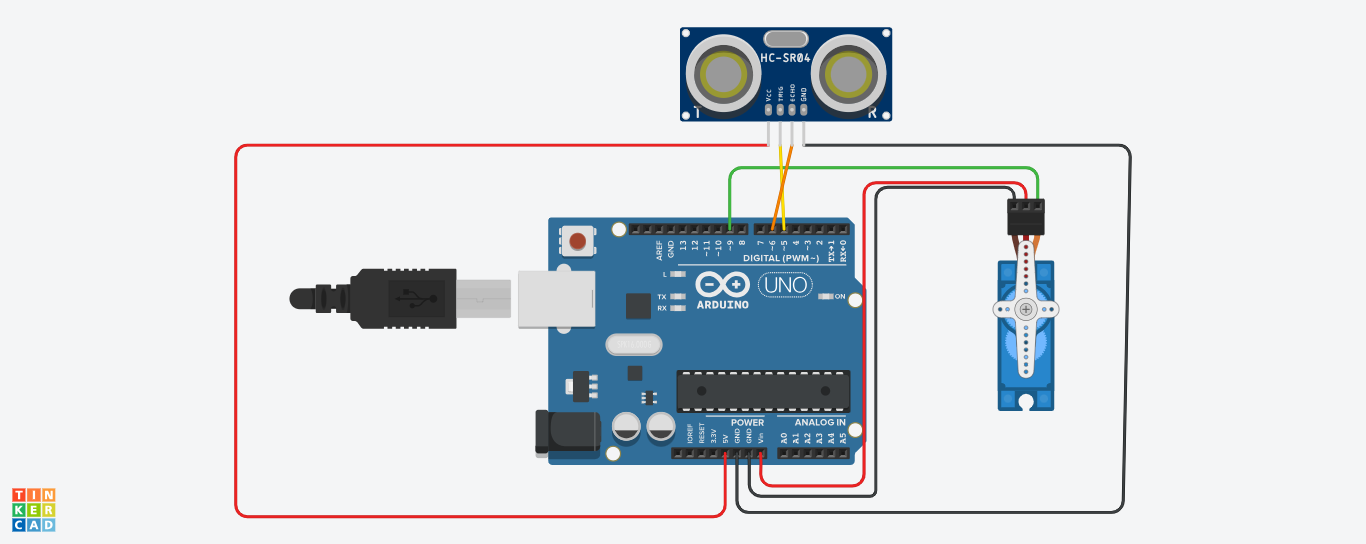 HC-SR04
VCC
TRIG
ECHO
GND
T
R
AREF
GND
13
12
~11
~10
~9
8
7
~6
~5
4
~3
2
TX→1
RX←0
DIGITAL (PWM~)
L
TX
RX
ARDUINO
UNO
ON
POWER
ANALOG IN
IOREF
RESET
3.3V
5V
GND
GND
Vin
A0
A1
A2
A3
A4
A5
TIN
KER
CAD